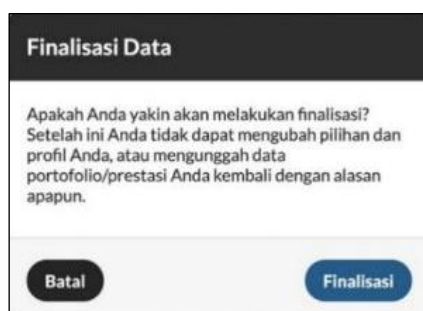 Finalisasi Data
Apakah Anda yakin akan melakukan finalisasi?
Setelah ini Anda tidak dapat mengubah pilihan dan
profil Anda, atau mengunggah data
portofolio/prestasi Anda kembali dengan alasan
apapun.
Batal
Finalisasi